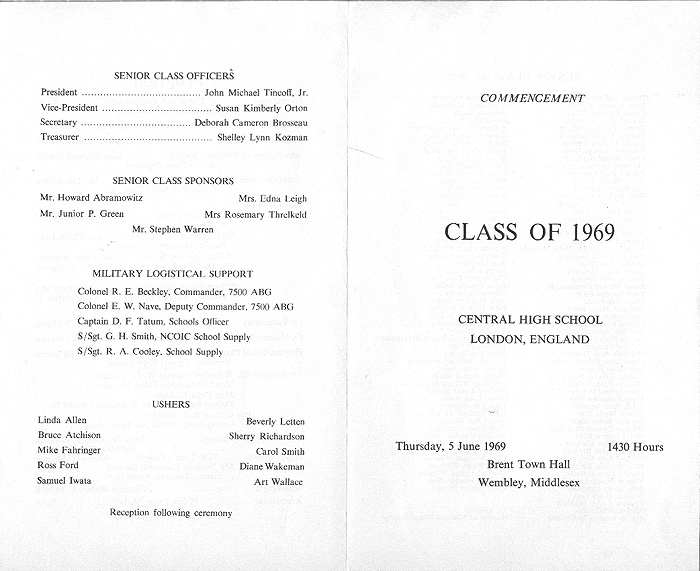 SENIOR CLASS OFFICERS
President ........................................ John Michael Tincoff, Jr.
Vice-President ..................................... Susan Kimberly Orton
Secretary ..................................... Deborah Cameron Brosseau
Treasurer ........................................... Shelley Lynn Kozman
SENIOR CLASS SPONSORS
Mr. Howard Abramowitz Mrs. Edna Leigh
Mr. Junior P. Green Mrs Rosemary Threlkeld
Mr. Stephen Warren
MILITARY LOGISTICAL SUPPORT
Colonel R. E. Beckley, Commander, 7500 ABG
Colonel E. W. Nave, Deputy Commander, 7500 ABG
Captain D. F. Tatum, Schools Officer
S/Sgt. G. H. Smith, NCOIC School Supply
S/Sgt. R. A. Cooley, School Supply
USHERS
Linda Allen Beverly Letten
Bruce Atchison Sherry Richardson
Mike Fahringer Carol Smith
Ross Ford Diane Wakeman
Samuel Iwata Art Wallace
Reception following ceremony
COMMENCEMENT
CLASS OF 1969
CENTRAL HIGH SCHOOL
LONDON, ENGLAND
Thursday, 5 June 1969 1430 Hours
Brent Town Hall
Wembley, Middlesex